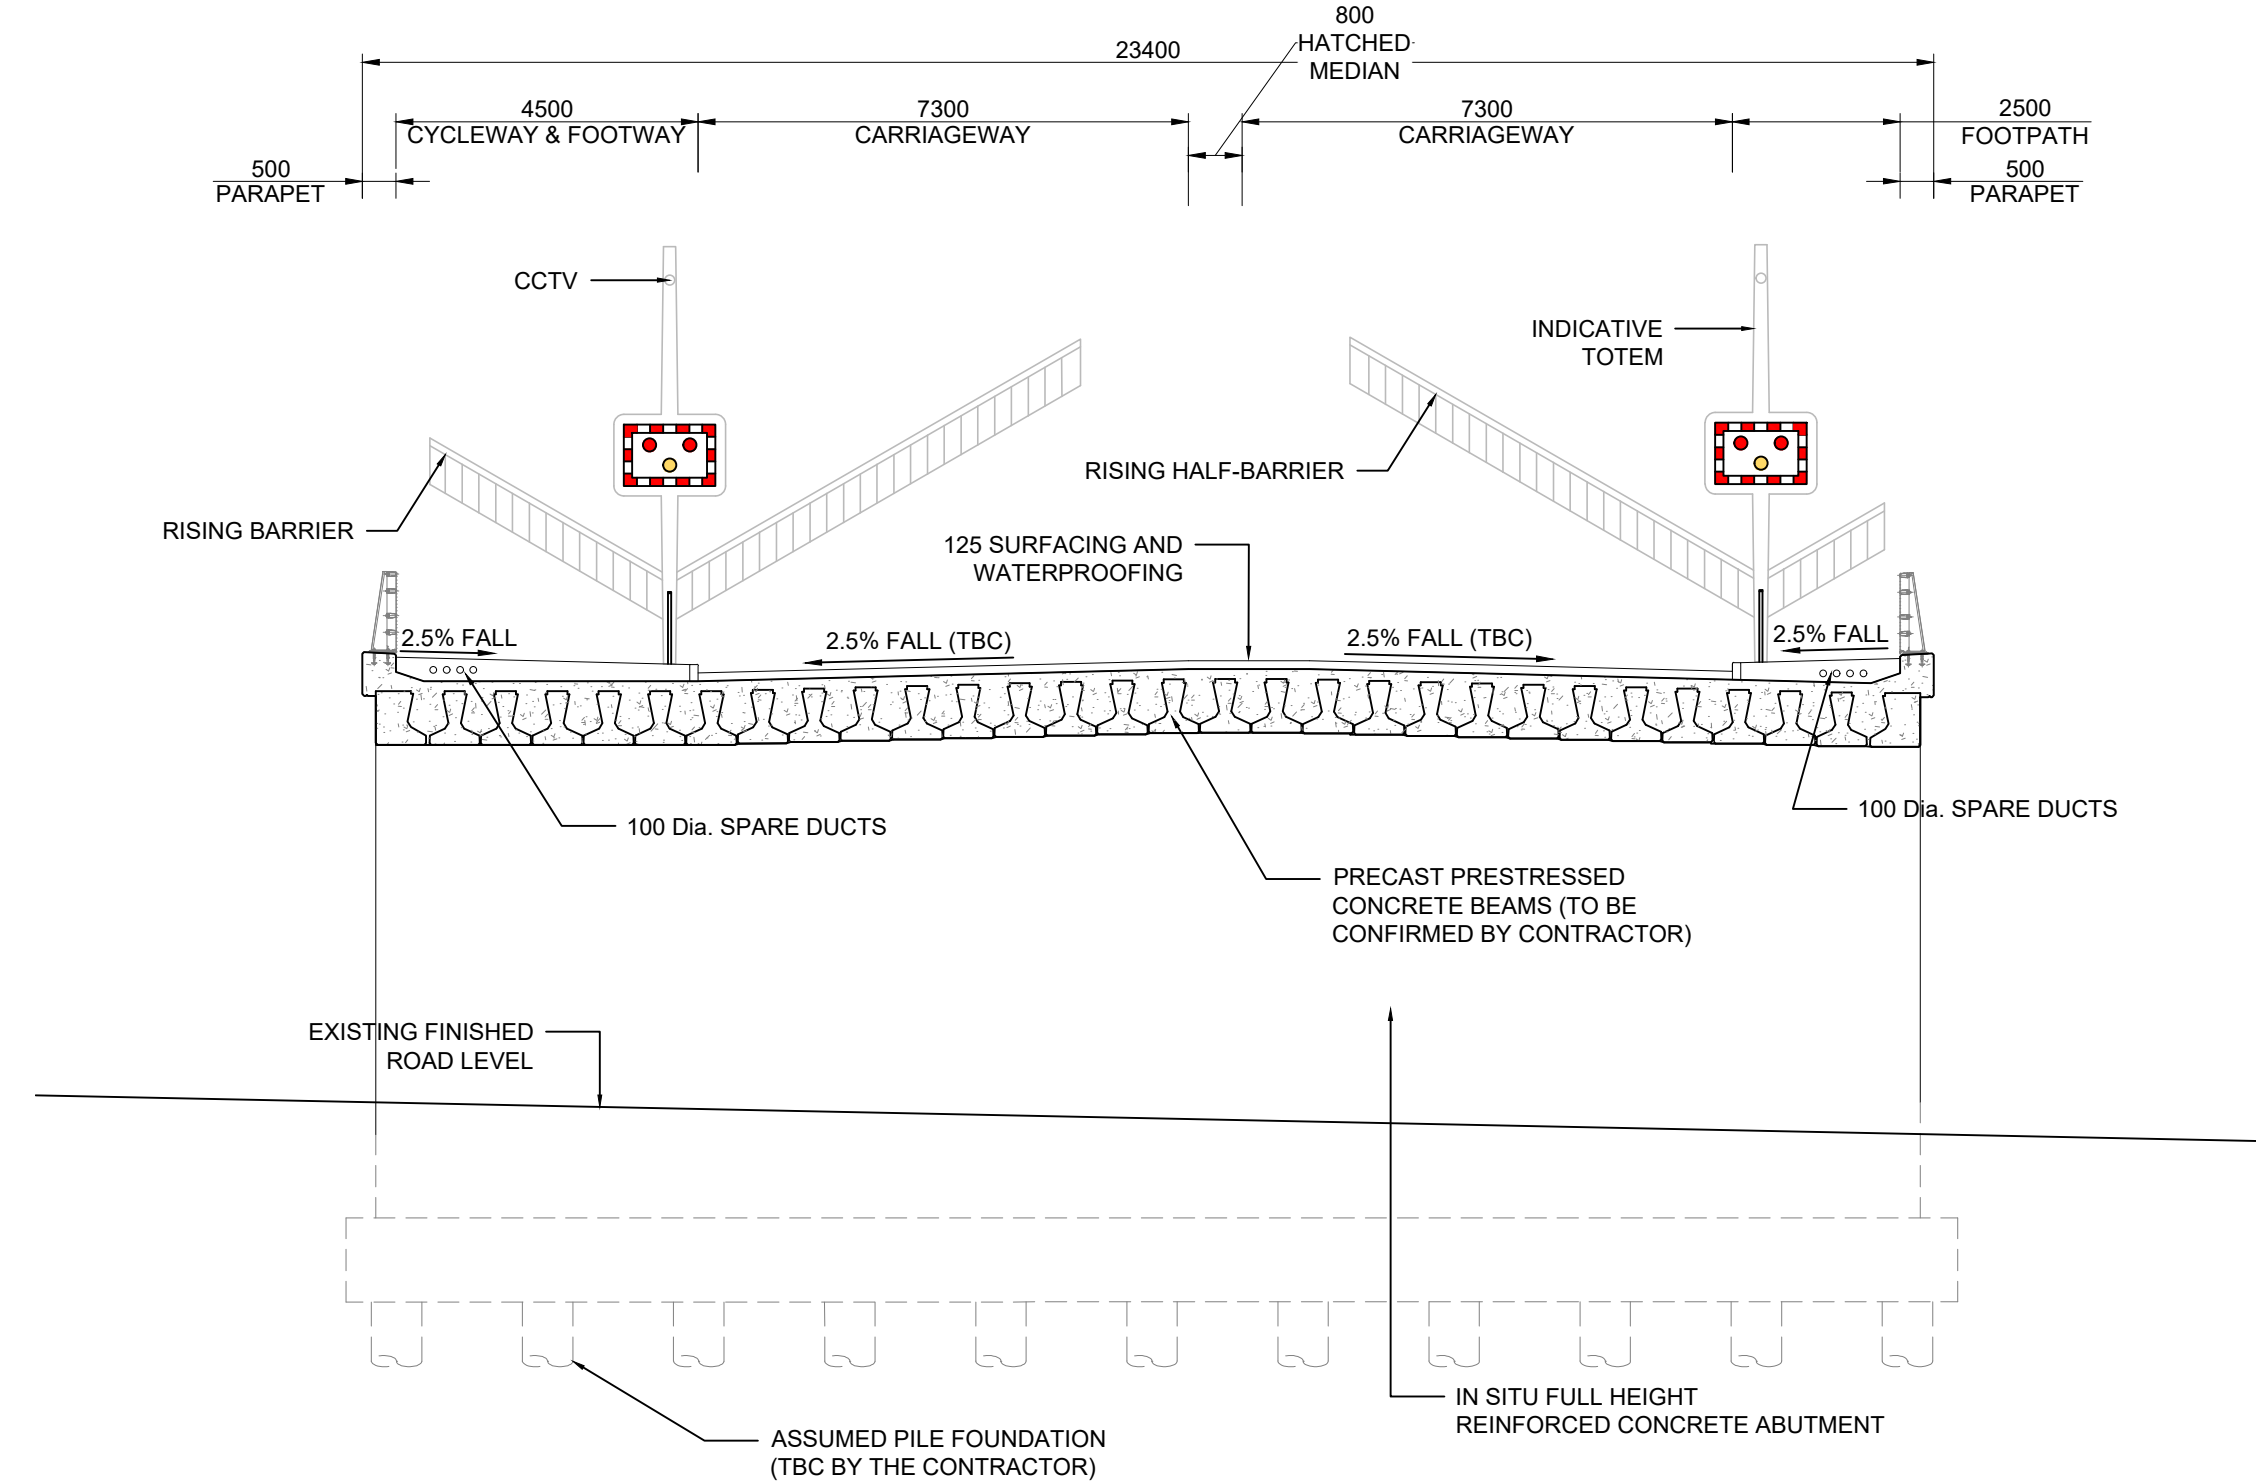 800
HATCHED
MEDIAN
23400
4500
CYCLEWAY & FOOTWAY
7300
CARRIAGEWAY
7300
CARRIAGEWAY
2500
FOOTPATH
500
PARAPET
500
PARAPET
CCTV
INDICATIVE
TOTEM
RISING HALF-BARRIER
RISING BARRIER
125 SURFACING AND
WATERPROOFING
2.5% FALL
2.5% FALL (TBC)
2.5% FALL (TBC)
2.5% FALL
100 Dia. SPARE DUCTS
100 Dia. SPARE DUCTS
PRECAST PRESTRESSED
CONCRETE BEAMS (TO BE
CONFIRMED BY CONTRACTOR)
EXISTING FINISHED
ROAD LEVEL
IN SITU FULL HEIGHT
REINFORCED CONCRETE ABUTMENT
ASSUMED PILE FOUNDATION
(TBC BY THE CONTRACTOR)